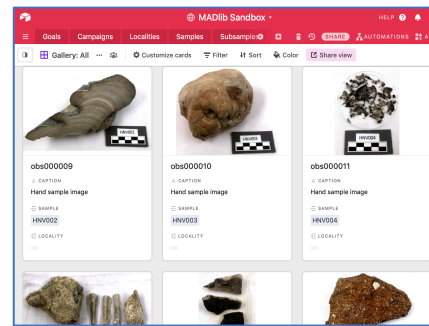 MADlib Sandbox
HELP
Goals Campaigns Localities Samples Subsamples SHARE AUTOMATIONS A
Gallery: All ... Customize cards Filter Sort Color Share view
HNV002 HNV003 HNV004
obs000009 obs000010 obs000011
A CAPTION A CAPTION A CAPTION
Hand sample image Hand sample image Hand sample image
SAMPLE SAMPLE SAMPLE
HNV002 HNV003 HNV004
LOCALITY LOCALITY LOCALITY